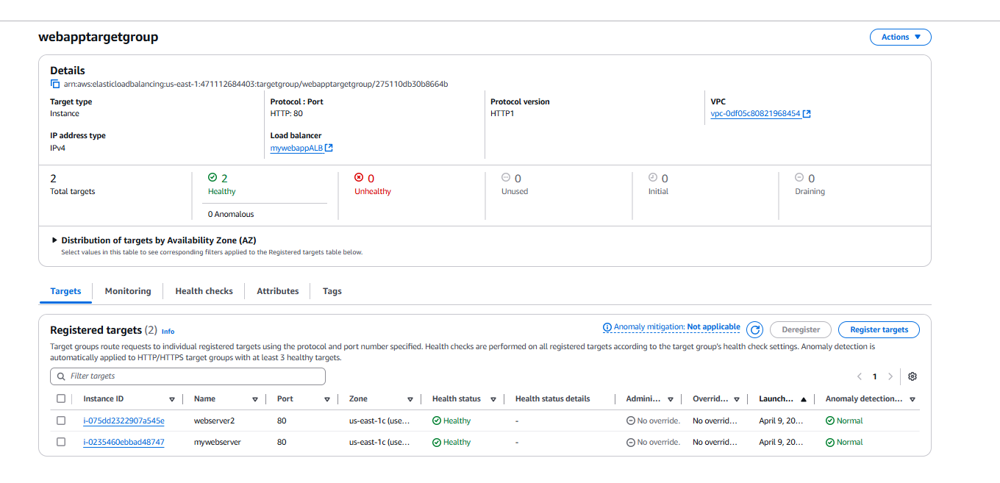 webapptargetgroup
Actions
Details
arn:aws:elasticloadbalancing:us-east-1:471112684403:targetgroup/webapptargetgroup/275110db30b8664b
Target type
Instance
Protocol : Port
HTTP: 80
Protocol version
HTTP1
VPC
vpc-0df05c80821968454
IP address type
IPv4
Load balancer
mywebappALB
2
Total targets
2
Healthy
0 Anomalous
0
Unhealthy
0
Unused
0
Initial
0
Draining
Distribution of targets by Availability Zone (AZ)
Select values in this table to see corresponding filters applied to the Registered targets table below.
Targets Monitoring Health checks Attributes Tags
Registered targets (2) Info
Anomaly mitigation: Not applicable
Deregister
Register targets
Target groups route requests to individual registered targets using the protocol and port number specified. Health checks are performed on all registered targets according to the target group's health check settings. Anomaly detection is
automatically applied to HTTP/HTTPS target groups with at least 3 healthy targets.
Filter targets
1
Instance ID Name Port Zone Health status Health status details Admini... Overrid... Launch... Anomaly detection...
i-075dd2322907a545e webserver2 80 us-east-1c (use... Healthy - No override. No overrid... April 9, 20... Normal
i-0235460ebbad48747 mywebserver 80 us-east-1c (use... Healthy - No override. No overrid... April 9, 20... Normal